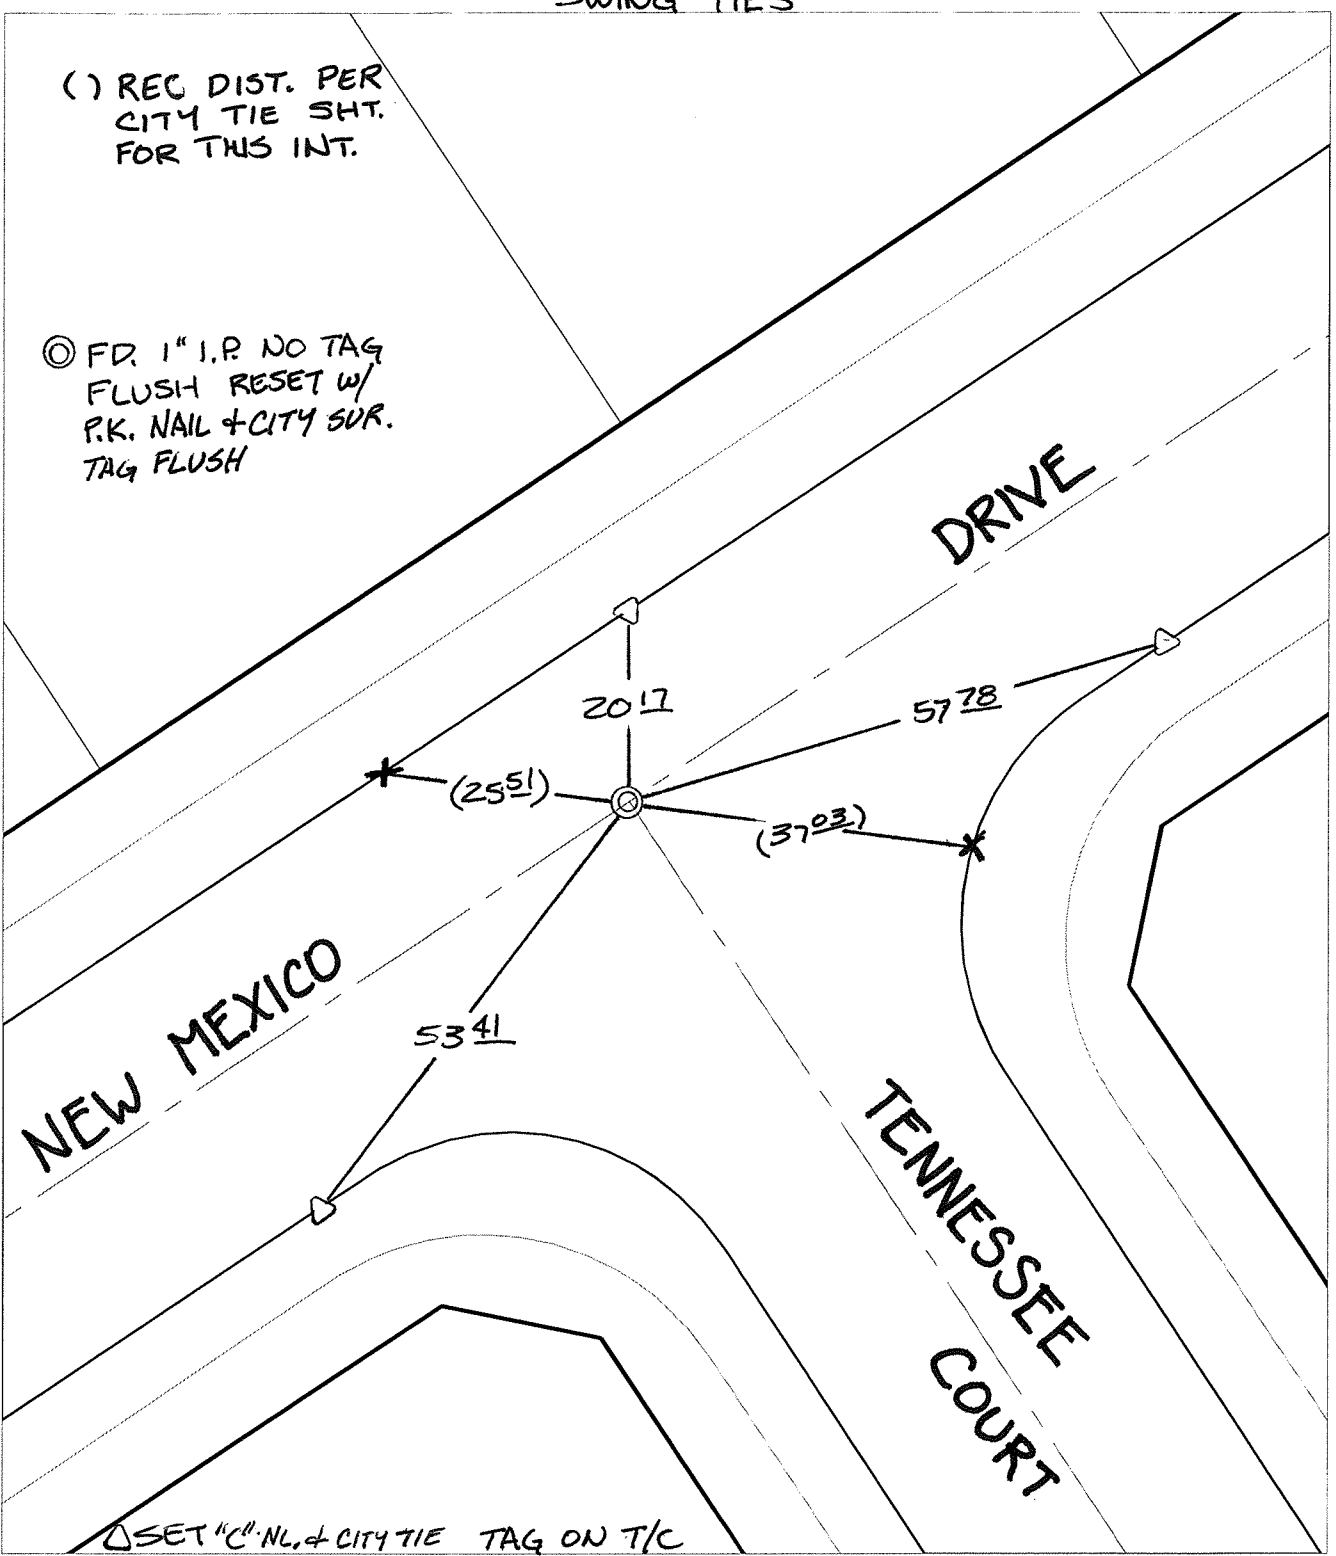 SWING TIES
( ) REC DIST. PER
CITY TIE SHT.
FOR THIS INT.
FD. 1" I.P. NO TAG
FLUSH RESET W/
P.K. NAIL & CITY SUR.
TAG FLUSH
DRIVE
20 17
57 78
(25 51)
(37 03)
NEW MEXICO
53 41
TENNESSEE
COURT
SET "C" NL. & CITY TIE TAG ON T/C